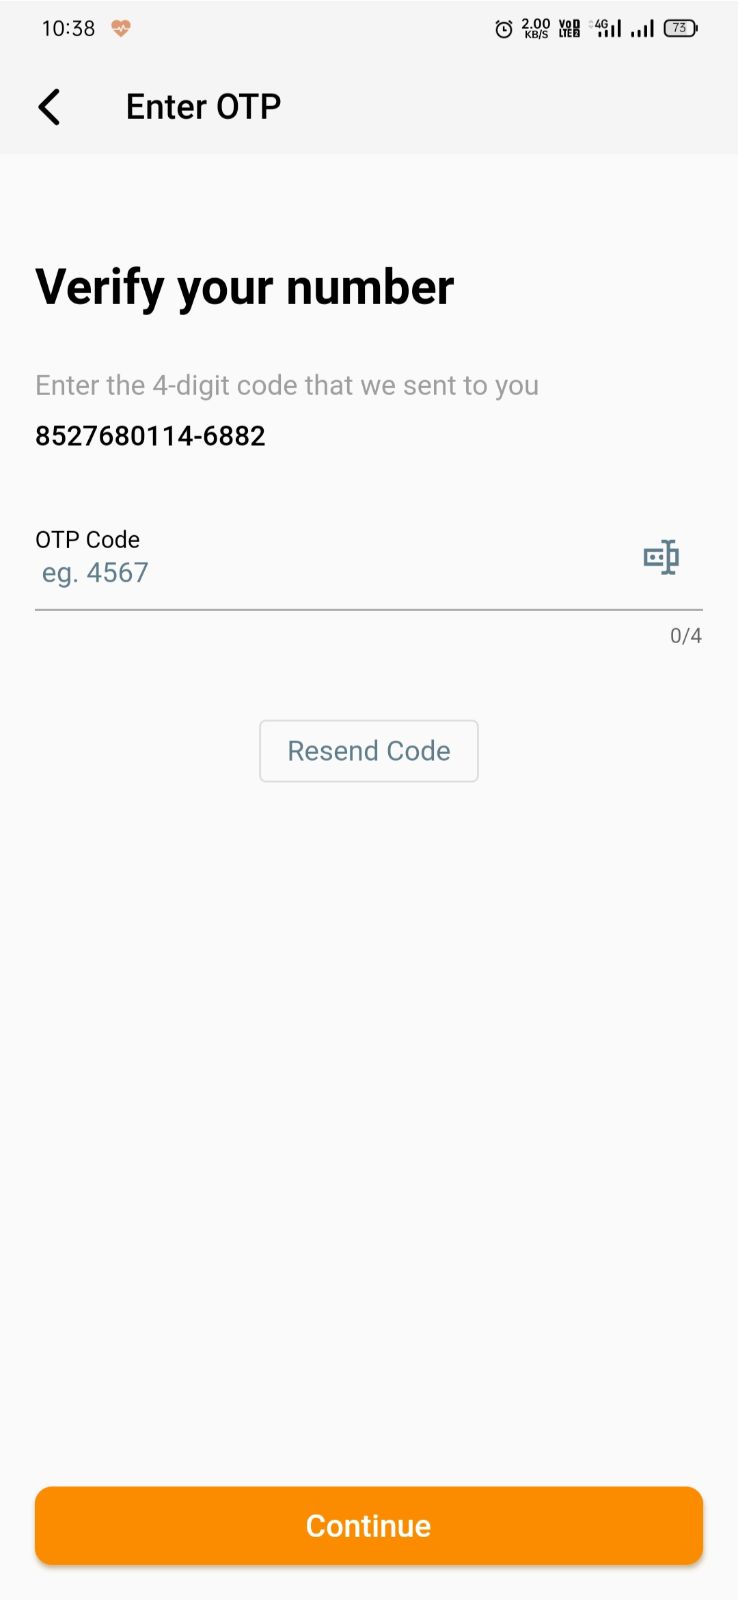 10:38
2.00 KB/S VoD LTE2 4G 73
Enter OTP
Verify your number
Enter the 4-digit code that we sent to you
8527680114-6882
OTP Code
eg. 4567
0/4
Resend Code
Continue